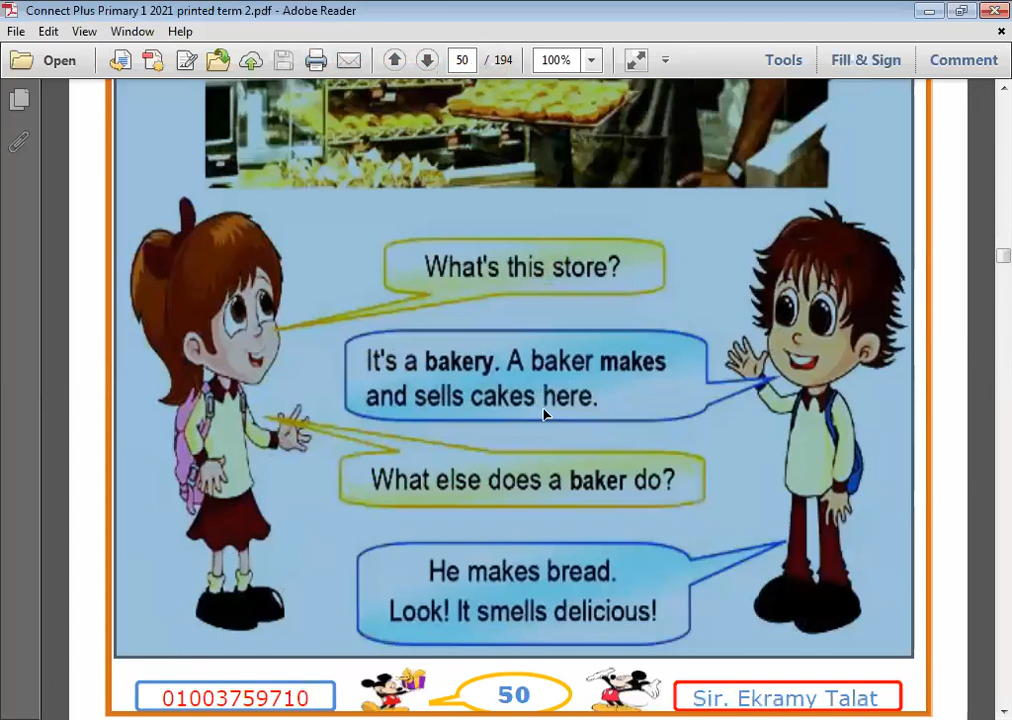 Connect Plus Primary 1 2021 printed term 2.pdf - Adobe Reader
File Edit View Window Help
Open 50 / 194 100% Tools Fill & Sign Comment
What's this store?
It's a bakery. A baker makes
and sells cakes here.
What else does a baker do?
He makes bread.
Look! It smells delicious!
01003759710 50 Sir. Ekramy Talat